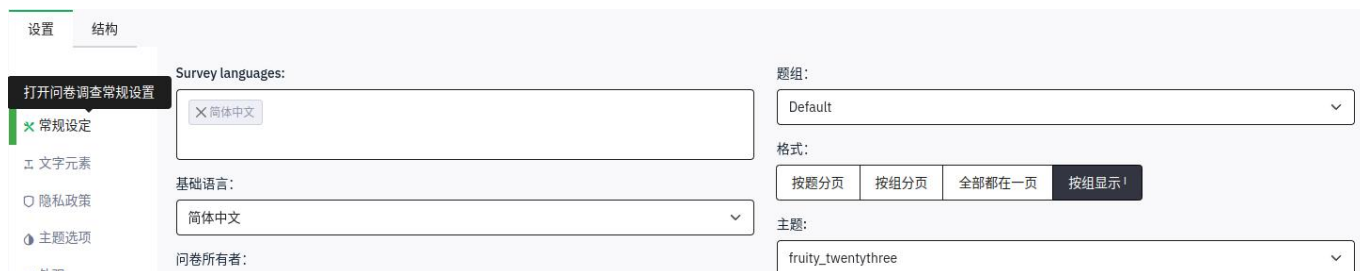 设置
结构
打开问卷调查常规设置
常规设定
文字元素
隐私政策
主题选项
Survey languages:
简体中文
基础语言：
简体中文
问卷所有者：
题组：
Default
格式：
按题分页
按组分页
全部都在一页
按组显示 I
主题:
fruity_twentythree